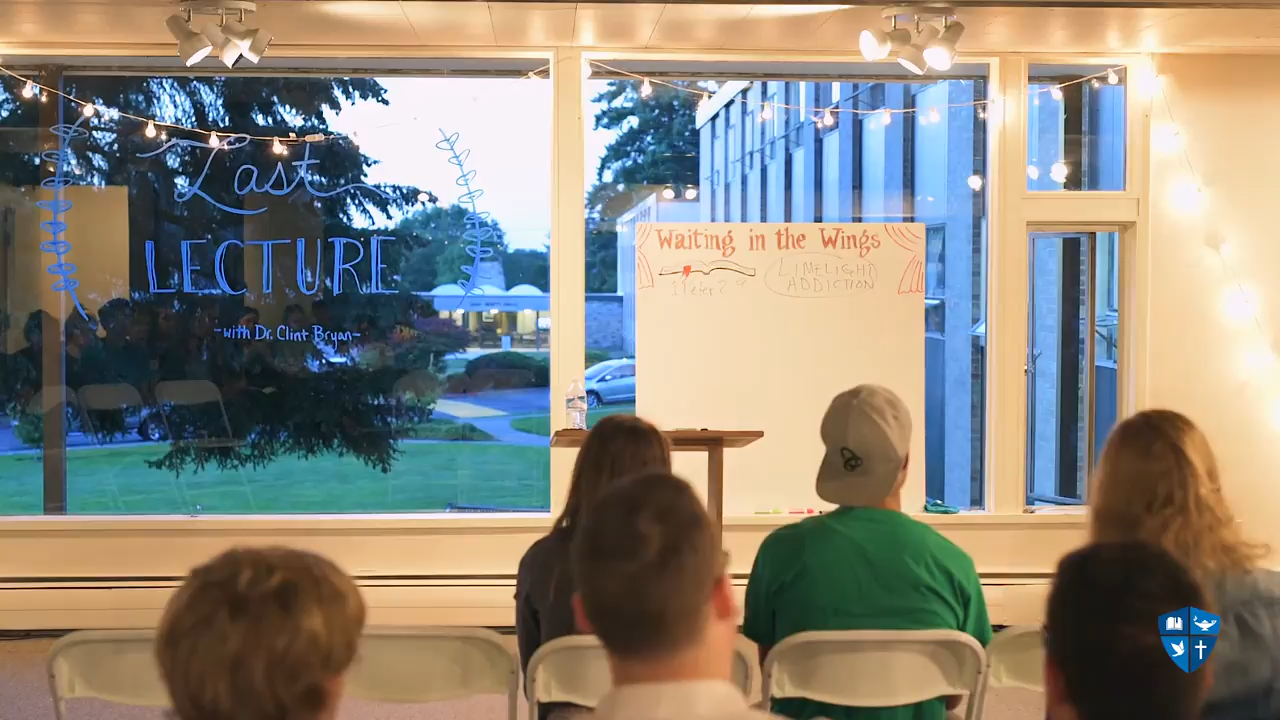 Last
LECTURE
-with Dr. Clint Bryan-
Waiting in the Wings
LIMELIGHT
ADDICTION